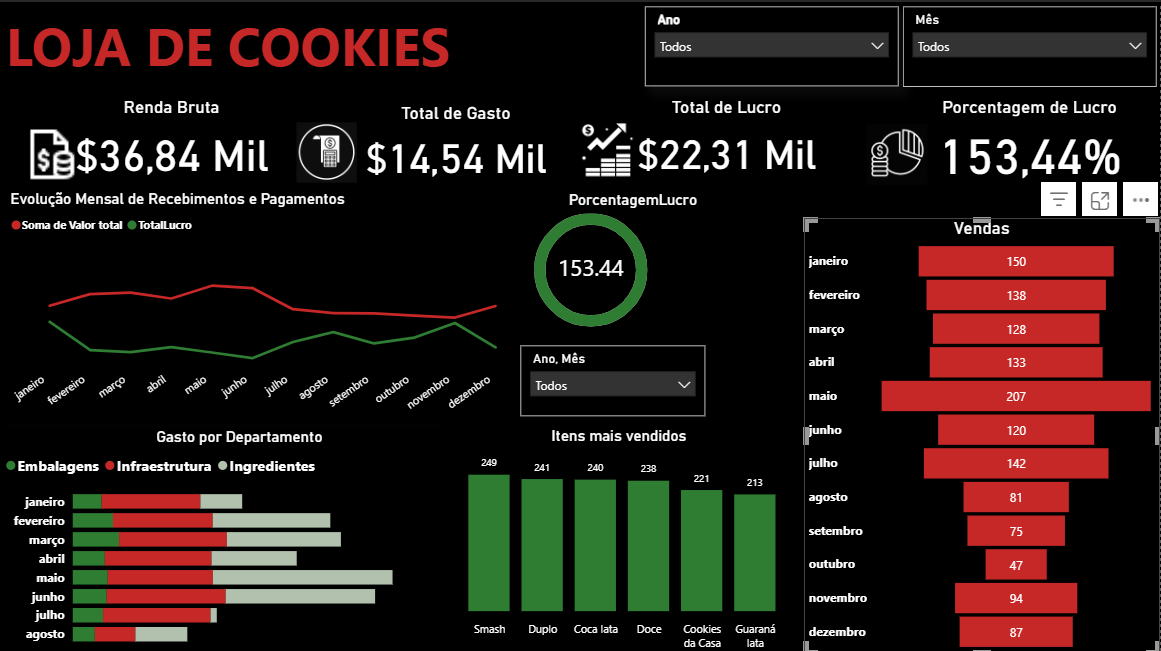 LOJA DE COOKIES
Ano
Todos
Mês
Todos
Renda Bruta
$36,84 Mil
Total de Gasto
$14,54 Mil
Total de Lucro
$22,31 Mil
Porcentagem de Lucro
153,44%
Evolução Mensal de Recebimentos e Pagamentos
Soma de Valor total TotalLucro
janeiro
fevereiro
março
abril
maio
junho
julho
agosto
setembro
outubro
novembro
dezembro
PorcentagemLucro
153.44
Ano, Mês
Todos
Vendas
janeiro 150
fevereiro 138
março 128
abril 133
maio 207
junho 120
julho 142
agosto 81
setembro 75
outubro 47
novembro 94
dezembro 87
Gasto por Departamento
Embalagens Infraestrutura Ingredientes
janeiro
fevereiro
março
abril
maio
junho
julho
agosto
Itens mais vendidos
249 241 240 238 221 213
Smash Duplo Coca lata Doce Cookies da Casa Guaraná lata